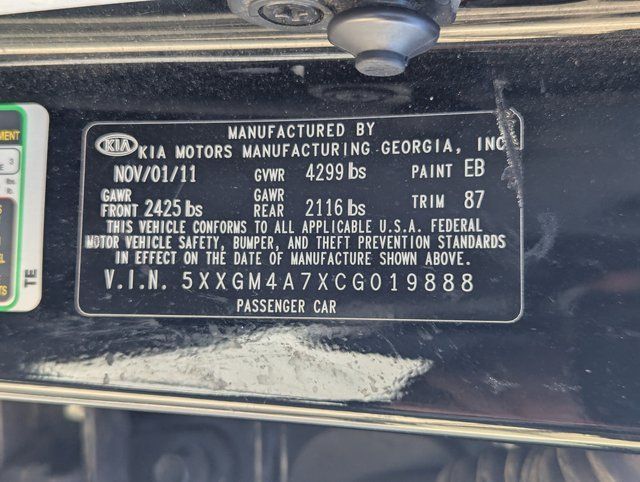 MANUFACTURED BY
KIA KIA MOTORS MANUFACTURING GEORGIA, INC
NOV/01/11 GVWR 4299 lbs PAINT EB
GAWR FRONT 2425 lbs GAWR REAR 2116 lbs TRIM 87
THIS VEHICLE CONFORMS TO ALL APPLICABLE U.S.A. FEDERAL
MOTOR VEHICLE SAFETY, BUMPER, AND THEFT PREVENTION STANDARDS
IN EFFECT ON THE DATE OF MANUFACTURE SHOWN ABOVE.
V.I.N. 5XXGM4A7XCG019888
PASSENGER CAR
3
TE